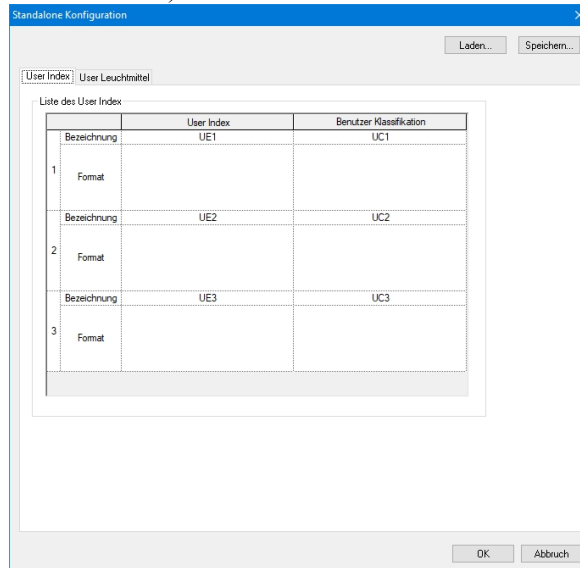 Standalone Konfiguration
Laden... Speichern...
User Index User Leuchtmittel
Liste des User Index
User Index Benutzer Klassifikation
Bezeichnung UE1 UC1
1 Format
Bezeichnung UE2 UC2
2 Format
Bezeichnung UE3 UC3
3 Format
OK Abbruch